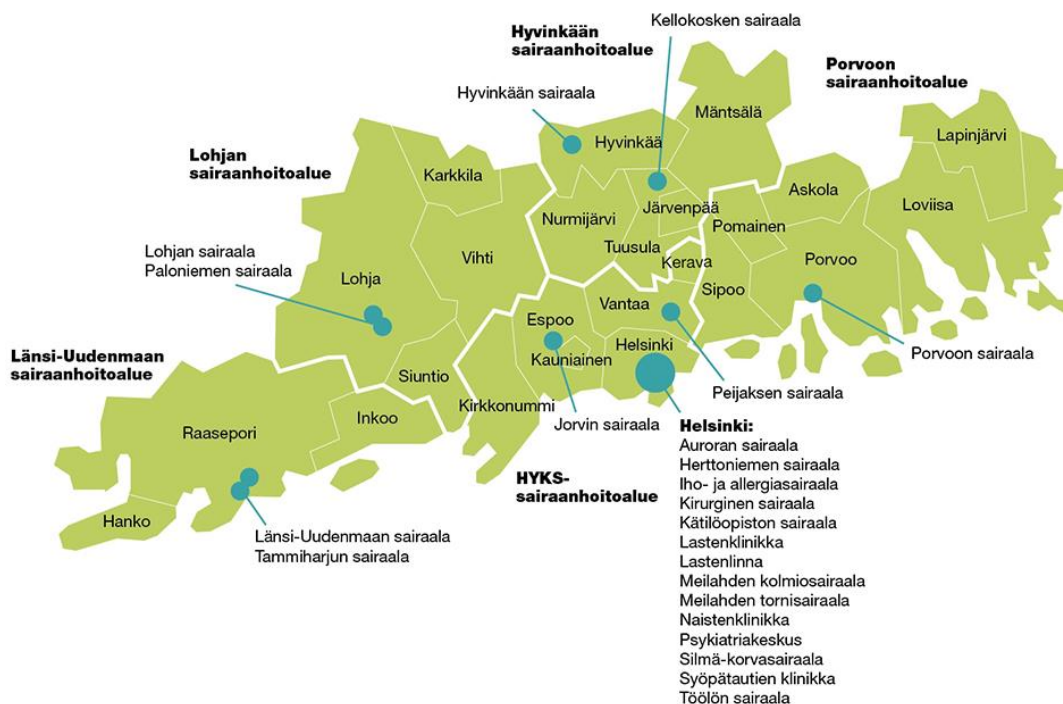 Kellokosken sairaala
Hyvinkään
sairaanhoitoalue
Porvoon
sairaanhoitoalue
Hyvinkään sairaala
Mäntsälä
Hyvinkää
Lapinjärvi
Lohjan
sairaanhoitoalue
Karkkila
Askola
Järvenpää
Loviisa
Nurmijärvi
Pornainen
Tuusula
Lohjan sairaala
Paloniemen sairaala
Vihti
Kerava
Porvoo
Lohja
Sipoo
Vantaa
Espoo
Helsinki
Kauniainen
Porvoon sairaala
Länsi-Uudenmaan
sairaanhoitoalue
Siuntio
Peijaksen sairaala
Kirkkonummi
Inkoo
Jorvin sairaala
Raasepori
HYKS-
sairaanhoitoalue
Hanko
Länsi-Uudenmaan sairaala
Tammiharjun sairaala
Helsinki:
Auroran sairaala
Herttoniemen sairaala
Iho- ja allergiasairaala
Kirurginen sairaala
Kätilöopiston sairaala
Lastenklinikka
Lastenlinna
Meilahden kolmiosairaala
Meilahden tornisairaala
Naistenklinikka
Psykiatriakeskus
Silmä-korvasairaala
Syöpätautien klinikka
Töölön sairaala